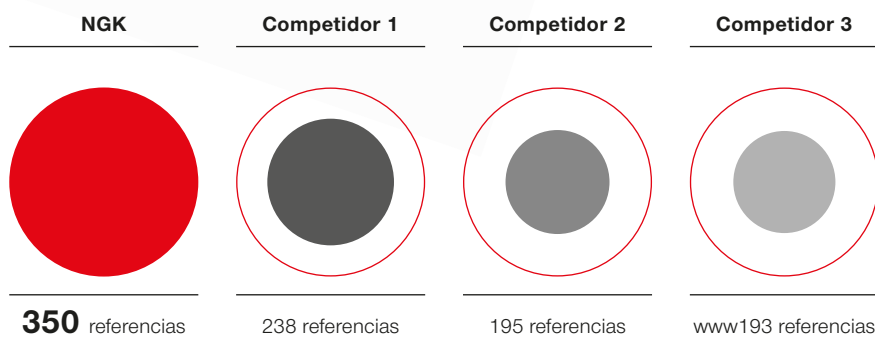 NGK
Competidor 1
Competidor 2
Competidor 3
350 referencias
238 referencias
195 referencias
www193 referencias